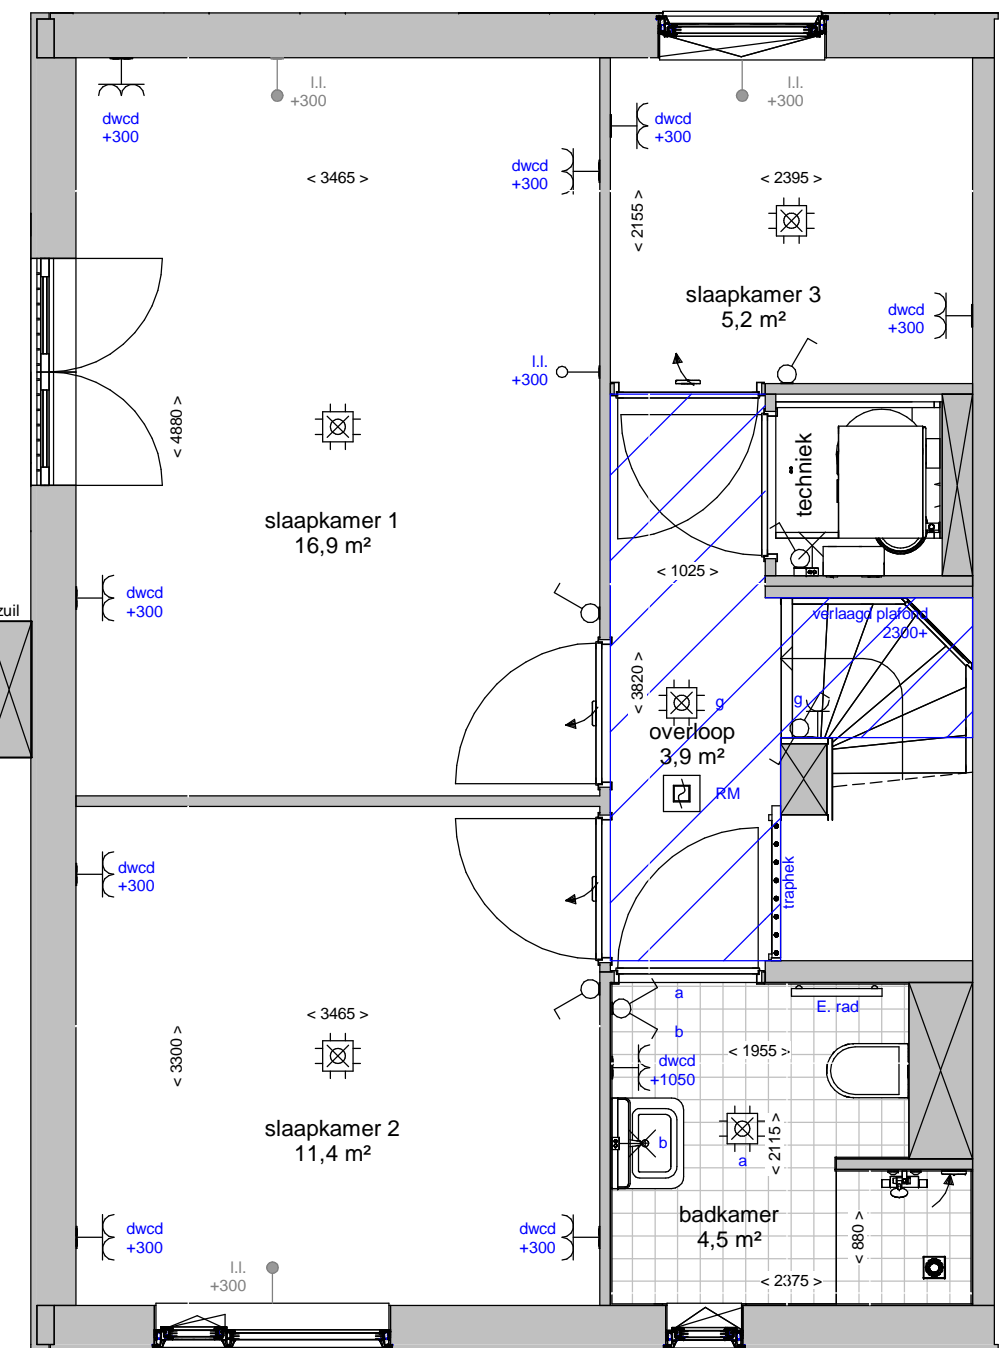 l.l.
+300
l.l.
+300
dwcd
+300
dwcd
+300
dwcd
+300
< 3465 >
< 2395 >
< 2155 >
slaapkamer 3
5,2 m²
dwcd
+300
l.l.
+300
< 4880 >
techniek
slaapkamer 1
16,9 m²
< 1025 >
dwcd
+300
zuil
verlaagd plafond
2300+
< 3820 >
g
g
overloop
3,9 m²
RM
dwcd
+300
traphek
a
E. rad
b
< 3465 >
< 3300 >
dwcd
+1050
< 1955 >
slaapkamer 2
11,4 m²
b
a
< 2115 >
badkamer
4,5 m²
< 880 >
dwcd
+300
dwcd
+300
l.l.
+300
< 2375 >